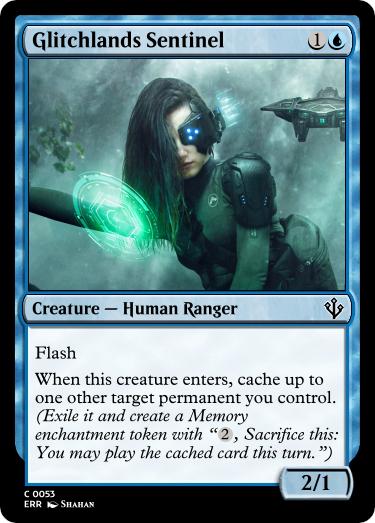 Glitchlands Sentinel 1
Creature — Human Ranger
Flash
When this creature enters, cache up to
one other target permanent you control.
(Exile it and create a Memory
enchantment token with “2, Sacrifice this:
You may play the cached card this turn.”)
2/1
C 0053
ERR Shahan